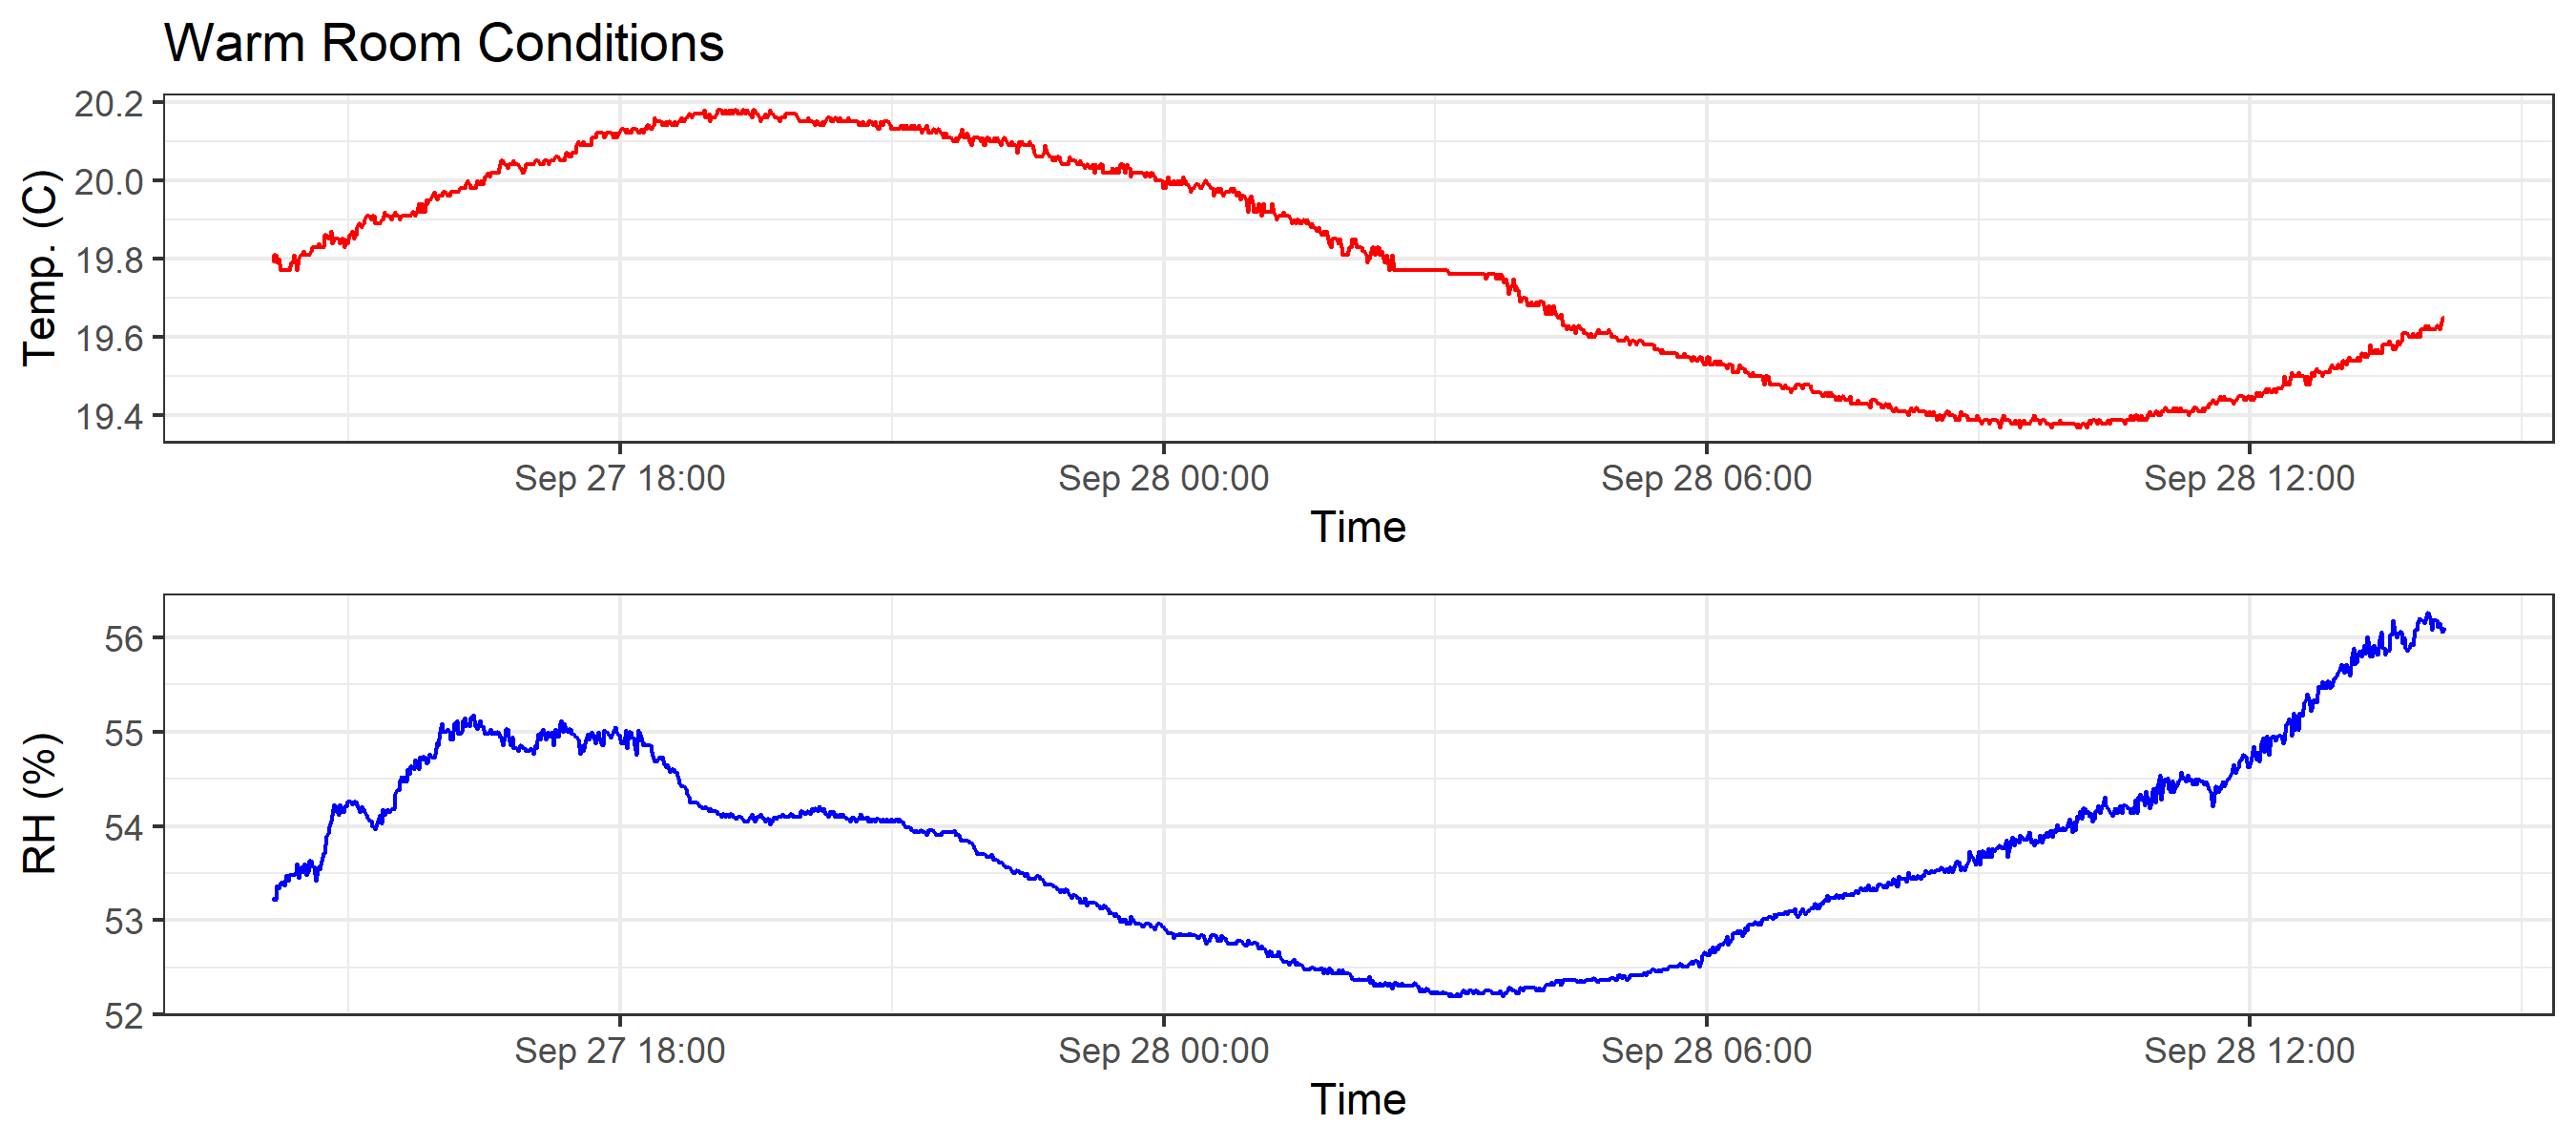 Warm Room Conditions
20.2
20.0
19.8
19.6
19.4
Temp. (C)
Sep 27 18:00 Sep 28 00:00 Sep 28 06:00 Sep 28 12:00
Time
56
55
54
53
52
RH (%)
Sep 27 18:00 Sep 28 00:00 Sep 28 06:00 Sep 28 12:00
Time